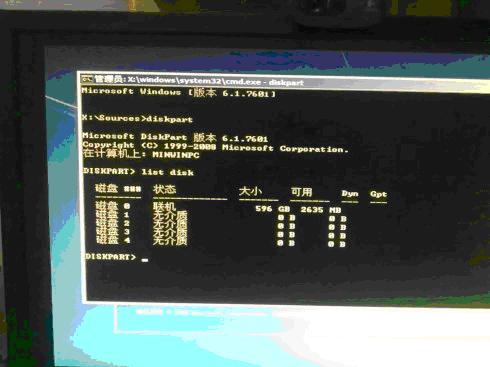 管理员: X:\windows\system32\cmd.exe - diskpart
Microsoft Windows [版本 6.1.7601]
X:\Sources>diskpart
Microsoft DiskPart 版本 6.1.7601
Copyright (C) 1999-2008 Microsoft Corporation.
在计算机上: MININT-PC
DISKPART> list disk
磁盘 ### 状态 大小 可用 Dyn Gpt
磁盘 0 联机 596 GB 2635 MB
磁盘 1 无介质 0 B 0 B
磁盘 2 无介质 0 B 0 B
磁盘 3 无介质 0 B 0 B
磁盘 4 无介质 0 B 0 B
DISKPART> _